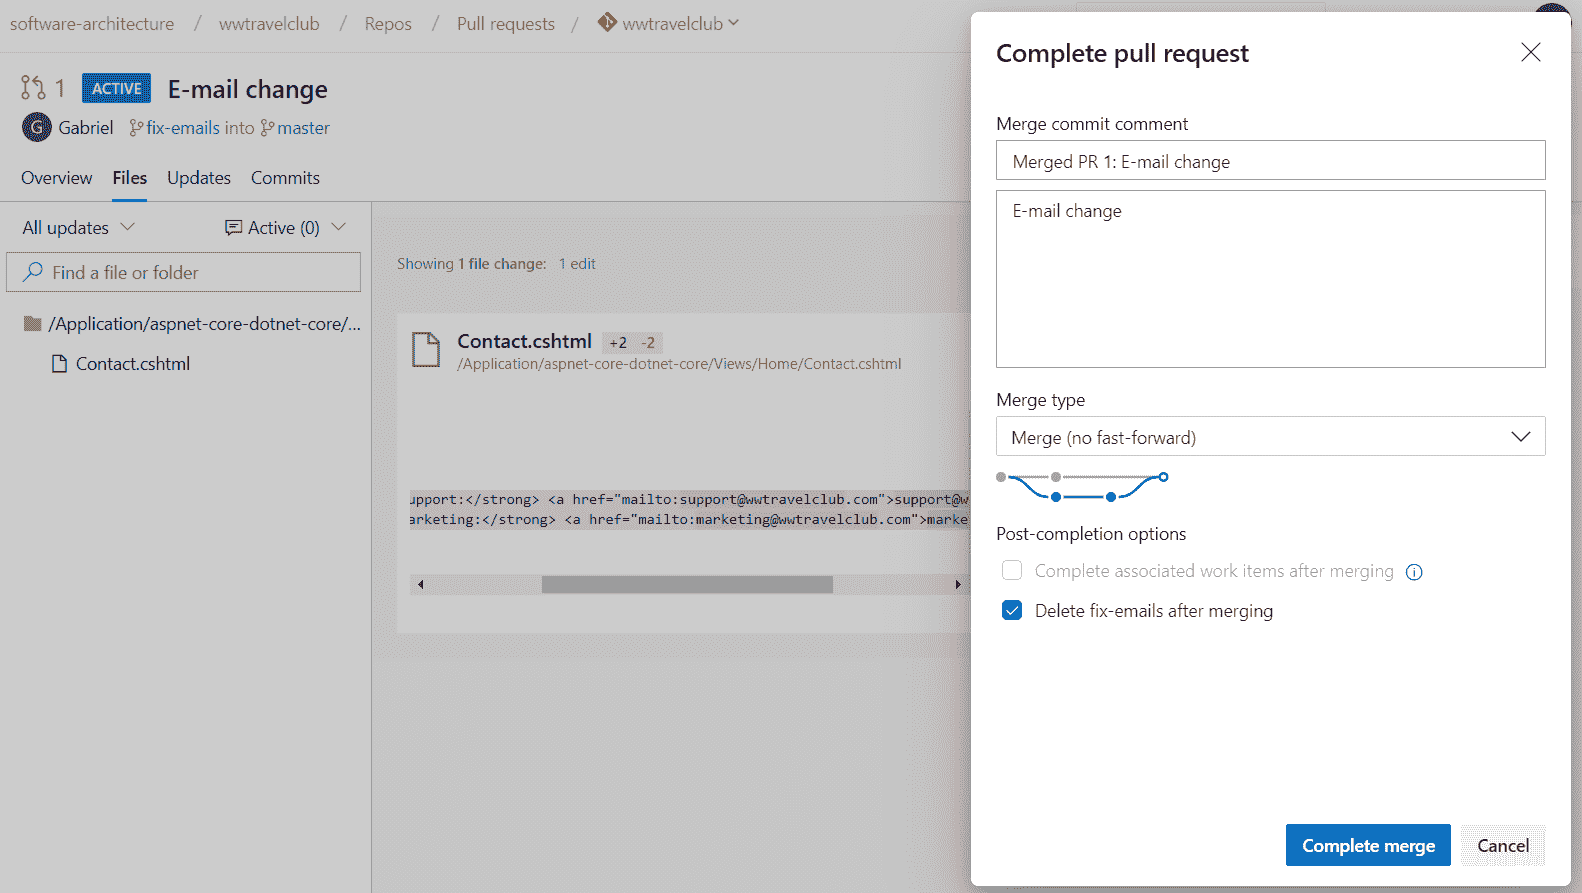 software-architecture / wwtravelclub / Repos / Pull requests / wwtravelclub
1 ACTIVE E-mail change
G Gabriel fix-emails into master
Overview Files Updates Commits
All updates Active (0)
Find a file or folder
/Application/aspnet-core-dotnet-core/...
Contact.cshtml
Showing 1 file change: 1 edit
Contact.cshtml +2 -2
/Application/aspnet-core-dotnet-core/Views/Home/Contact.cshtml
upport:</strong> <a href="mailto:support@wwtravelclub.com">support@w
arketing:</strong> <a href="mailto:marketing@wwtravelclub.com">marke
Complete pull request
Merge commit comment
Merged PR 1: E-mail change
E-mail change
Merge type
Merge (no fast-forward)
Post-completion options
Complete associated work items after merging
Delete fix-emails after merging
Complete merge Cancel